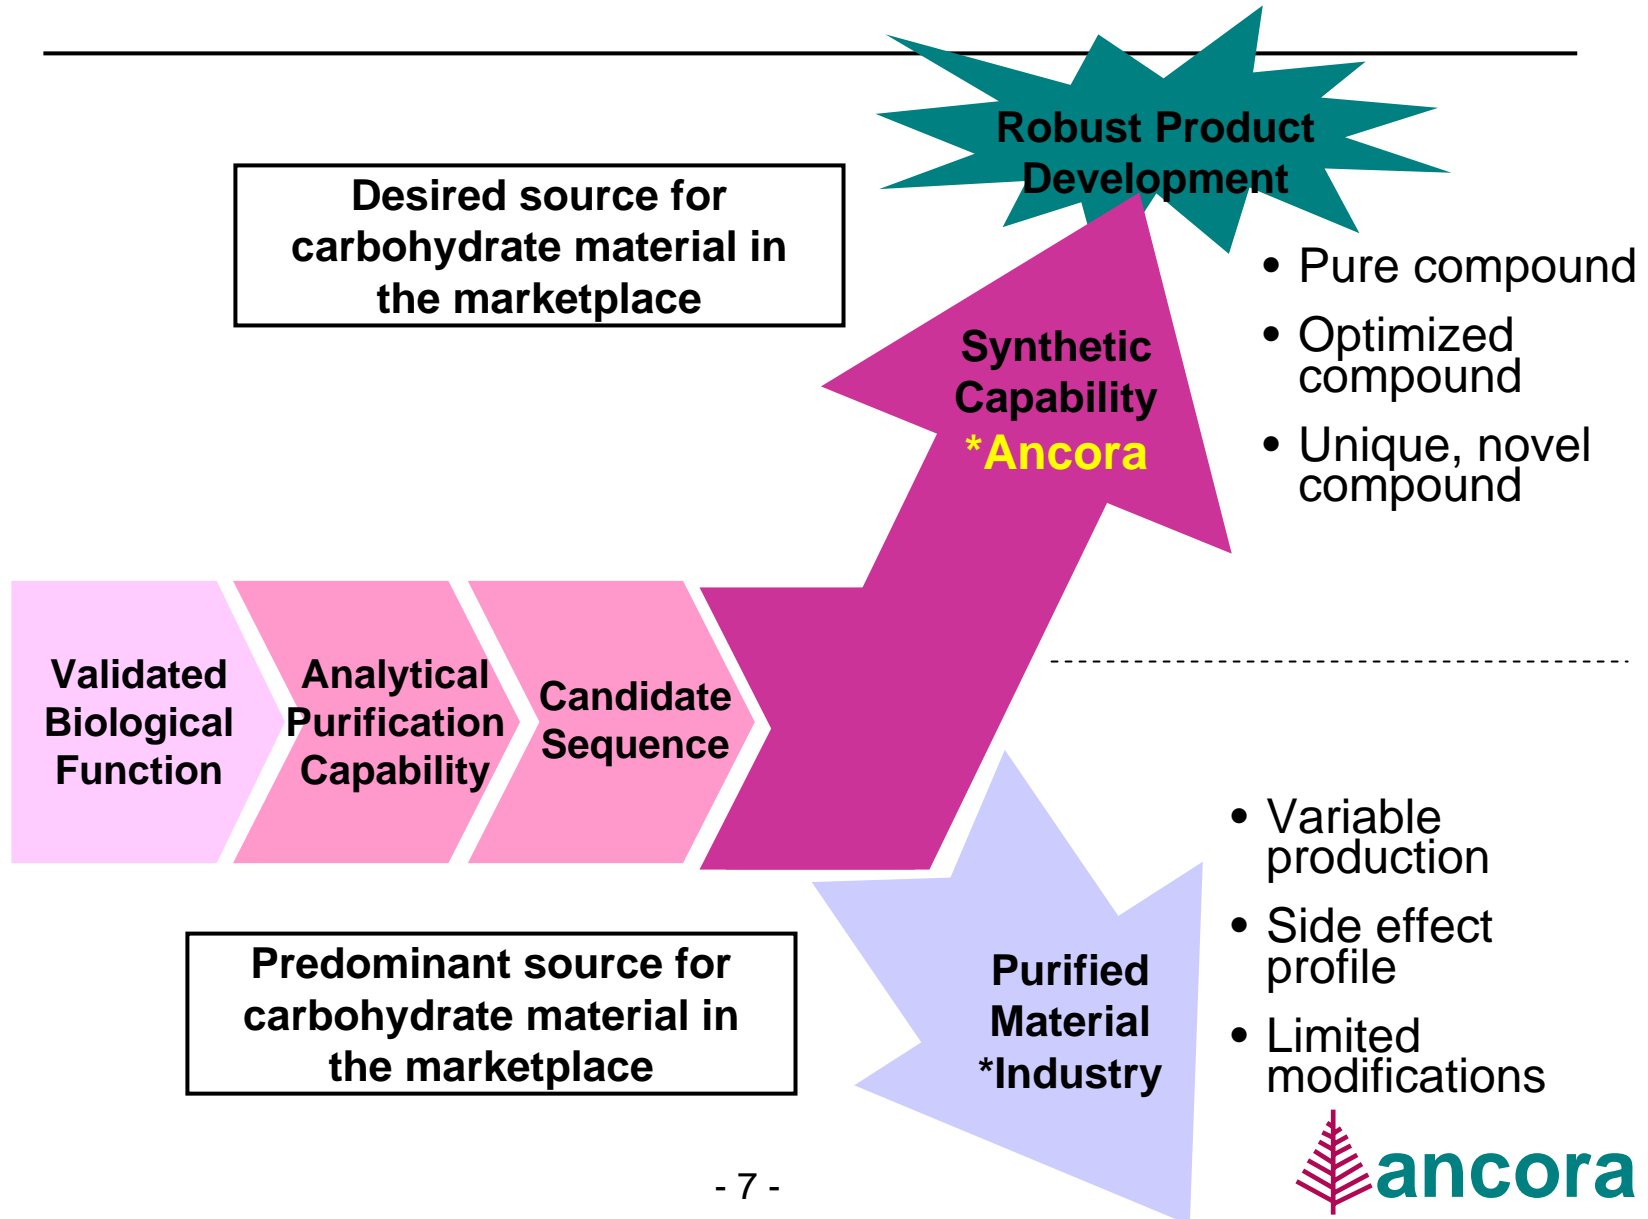 Robust Product
Development
Desired source for
carbohydrate material in
the marketplace
• Pure compound
• Optimized
compound
• Unique, novel
compound
Synthetic
Capability
*Ancora
Validated
Biological
Function
Analytical
Purification
Capability
Candidate
Sequence
Predominant source for
carbohydrate material in
the marketplace
Purified
Material
*Industry
• Variable
production
• Side effect
profile
• Limited
modifications
- 7 -
ancora